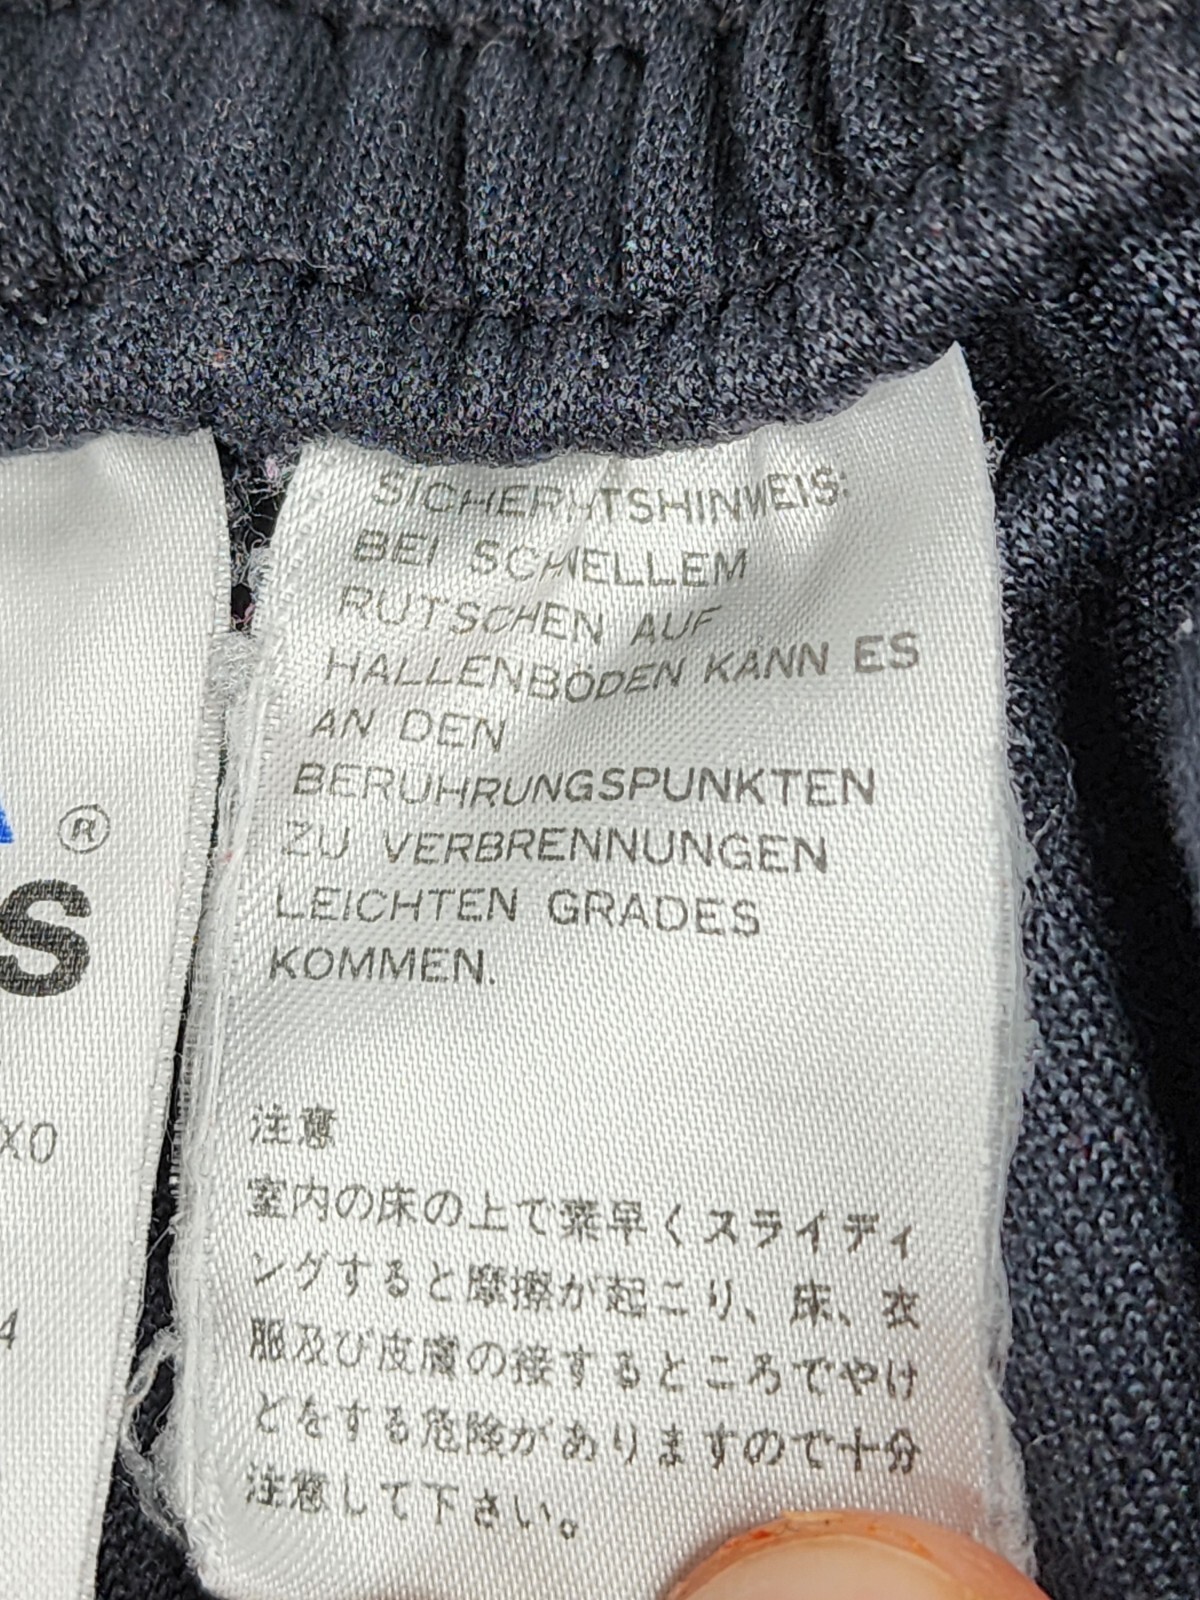 SICHERHTSHINWEIS:
BEI SCHNELLEM
RUTSCHEN AUF
HALLENBÖDEN KANN ES
AN DEN
BERÜHRUNGSPUNKTEN
ZU VERBRENNUNGEN
LEICHTEN GRADES
KOMMEN.
注意
室内の床の上で素早くスライディ
ングすると摩擦が起こり、床、衣
服及び皮膚の接するところでやけ
どをする危険がありますので十分
注意して下さい。
®
S
XO
4